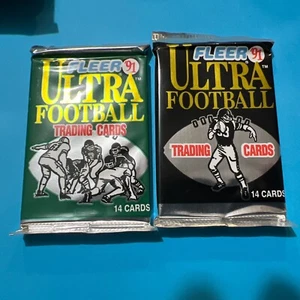 FLEER 91
ULTRA
FOOTBALL
TRADING CARDS
14 CARDS
FLEER 91
ULTRA
FOOTBALL
TRADING CARDS
14 CARDS